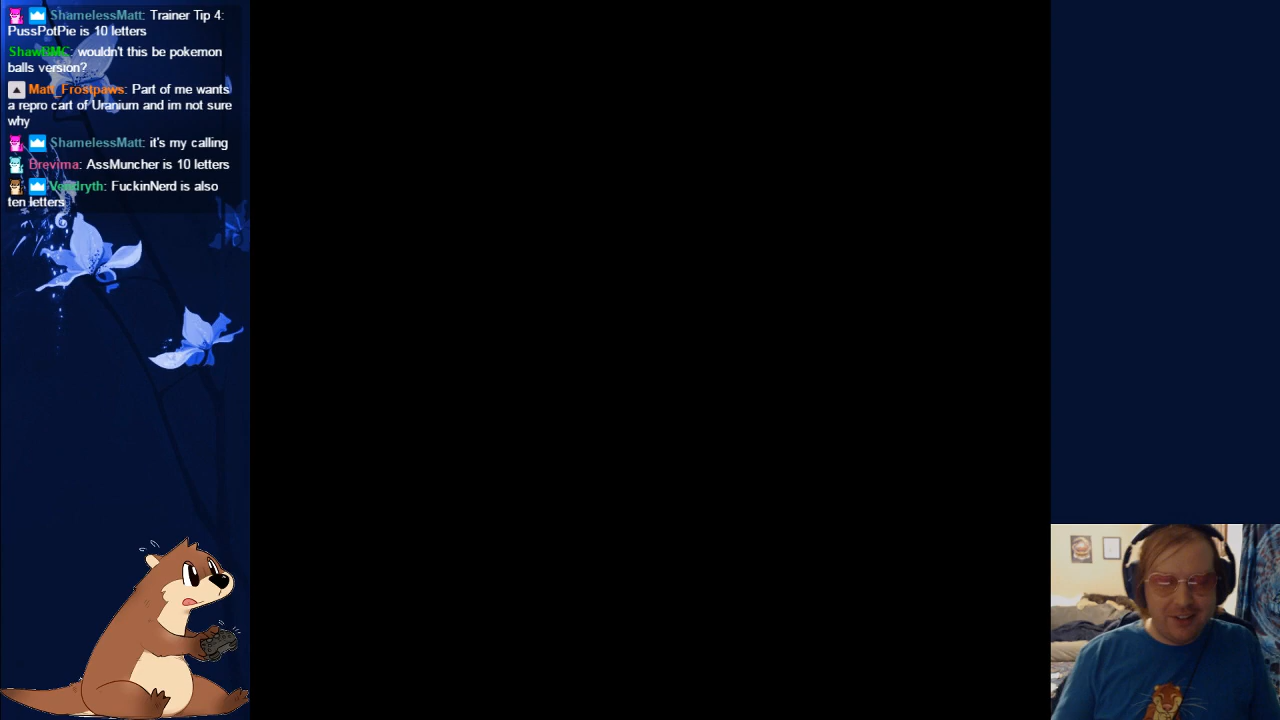 ShamelessMatt: Trainer Tip 4:
PussPotPie is 10 letters
ShawBMC: wouldn't this be pokemon
balls version?
Matt_Frostpaws: Part of me wants
a repro cart of Uranium and im not sure
why
ShamelessMatt: it's my calling
Brevima: AssMuncher is 10 letters
FuckinNerd is also
ten letters